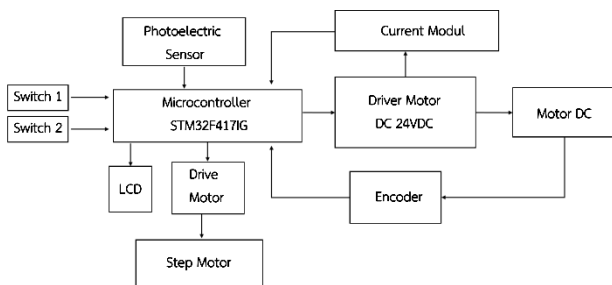 Photoelectric
Sensor
Current Modul
Switch 1
Switch 2
Microcontroller
STM32F417IG
Driver Motor
DC 24VDC
Motor DC
LCD
Drive
Motor
Encoder
Step Motor